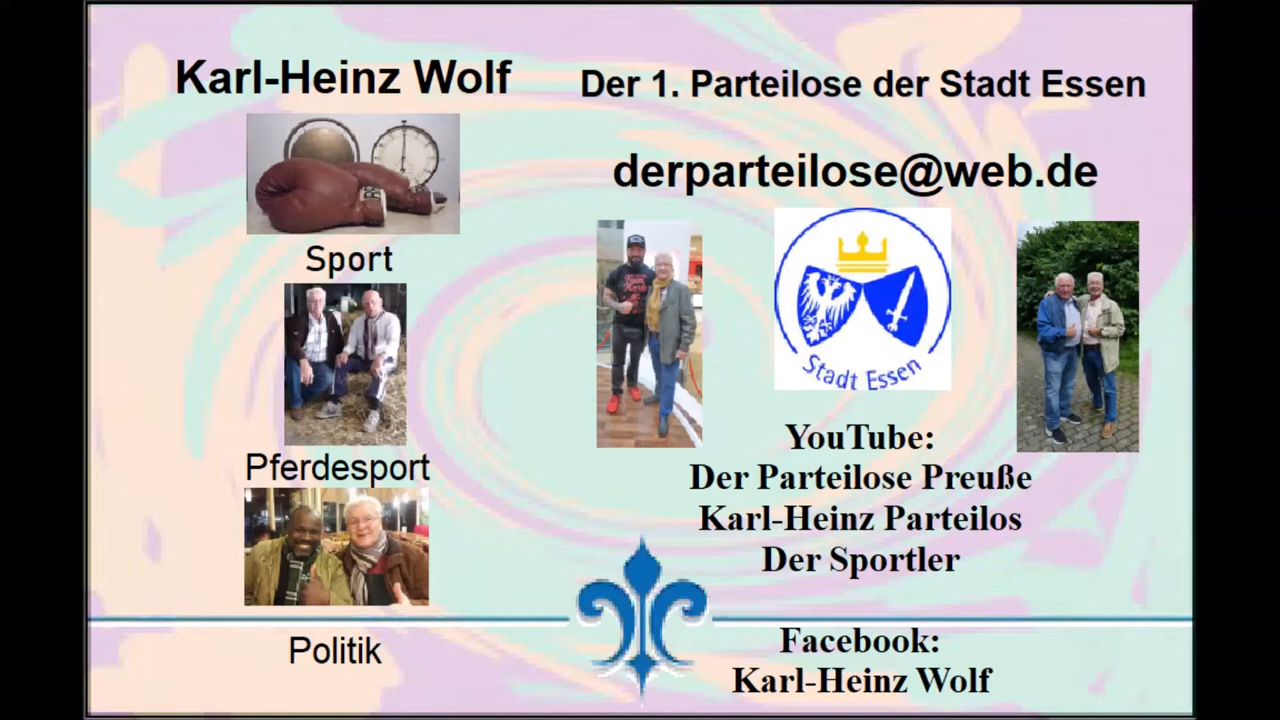 Karl-Heinz Wolf
Der 1. Parteilose der Stadt Essen
derparteilose@web.de
Sport
Pferdesport
Politik
Stadt Essen
YouTube:
Der Parteilose Preuße
Karl-Heinz Parteilos
Der Sportler
Facebook:
Karl-Heinz Wolf